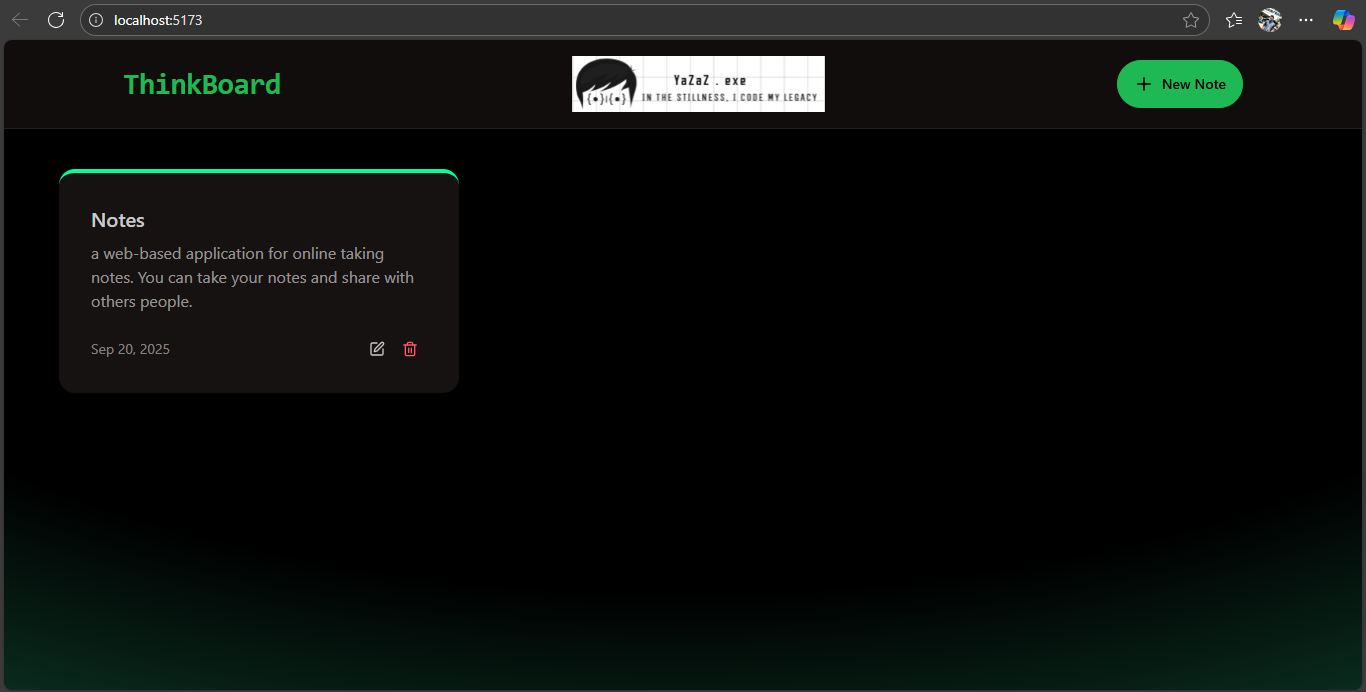 localhost:5173
ThinkBoard
YaZaZ . exe
IN THE STILLNESS, I CODE MY LEGACY
{•}|{•}
New Note
Notes
a web-based application for online taking
notes. You can take your notes and share with
others people.
Sep 20, 2025